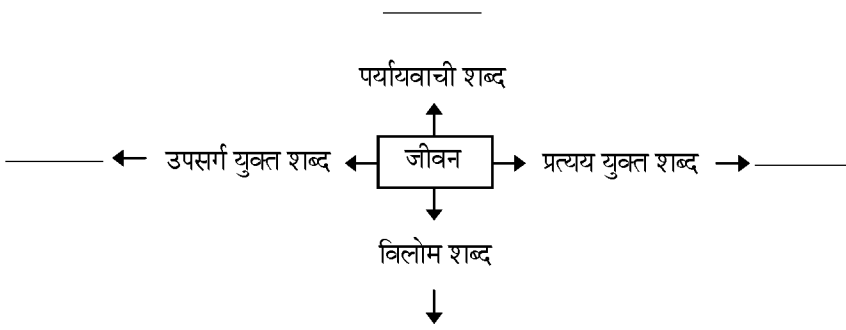 पर्यायवाची शब्द
उपसर्ग युक्त शब्द जीवन प्रत्यय युक्त शब्द
विलोम शब्द